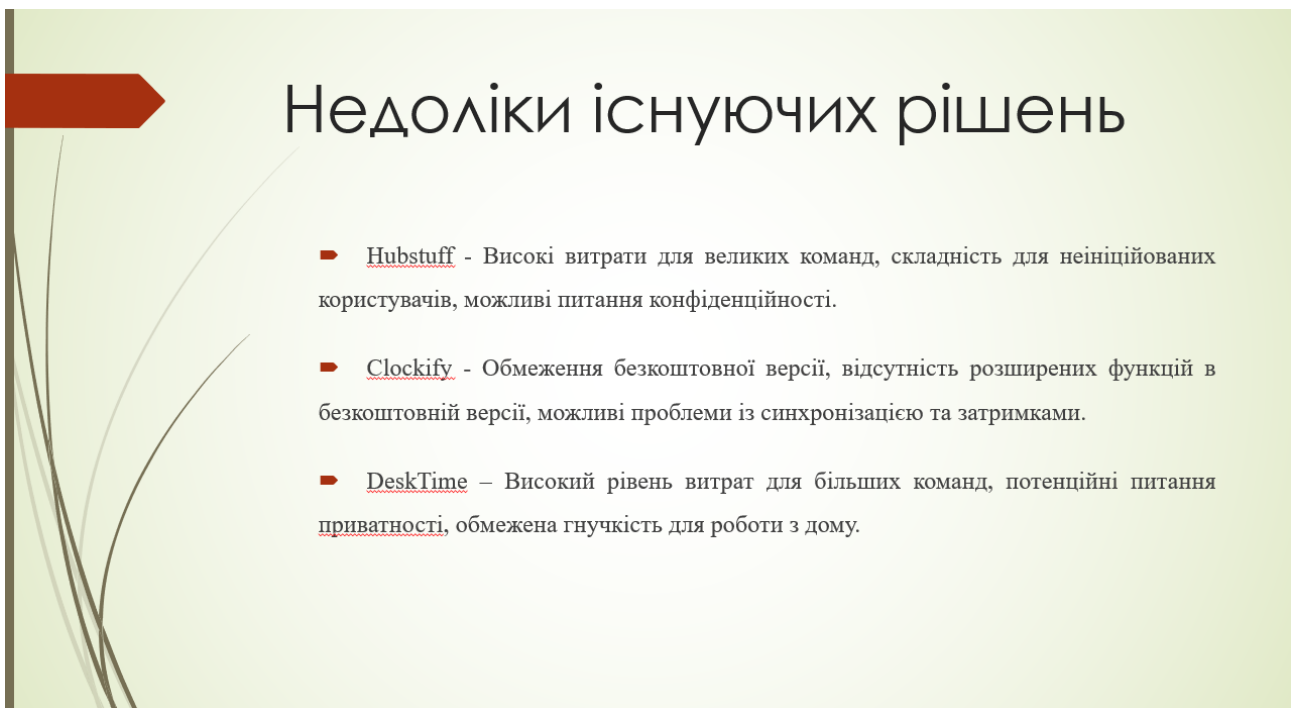 Недоліки існуючих рішень
Hubstuff - Високі витрати для великих команд, складність для неініційованих
користувачів, можливі питання конфіденційності.
Clockify - Обмеження безкоштовної версії, відсутність розширених функцій в
безкоштовній версії, можливі проблеми із синхронізацією та затримками.
DeskTime – Високий рівень витрат для більших команд, потенційні питання
приватності, обмежена гнучкість для роботи з дому.